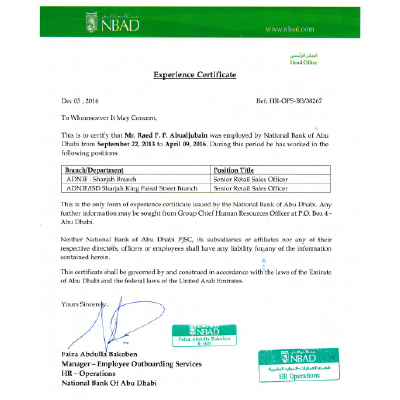 NBAD
www.nbad.com
المقر الرئيسي
Head Office
Experience Certificate
Dec 05 , 2016
Ref: HR-OPS-BB/38267
To Whomsoever It May Concern,
This is to certify that Mr. Raed F. F. Abualjubain was employed by National Bank of Abu
Dhabi from September 22, 2013 to April 09, 2016. During this period he has worked in the
following positions.
Branch/Department Position Title
ADNIF - Sharjah Branch Senior Retail Sales Officer
ADNIF/ISD Sharjah King Faisal Street Branch Senior Retail Sales Officer
This is the only form of experience certificate issued by the National Bank of Abu Dhabi. Any
further information may be sought from Group Chief Human Resources Officer at P.O. Box 4 -
Abu Dhabi.
Neither National Bank of Abu Dhabi PJSC, its subsidiaries or affiliates nor any of their
respective directors officers or employees shall have any liability for any of the information
contained herein.
This certificate shall be governed by and construed in accordance with the laws of the Emirate
of Abu Dhabi and the federal laws of the United Arab Emirates.
Yours Sincerely,
NBAD
Faiza Abdulla Bakoben
Faiza Abdulla Bakoben
Manager – Employee Outboarding Services
HR – Operations
National Bank Of Abu Dhabi
NBAD
HR Operations